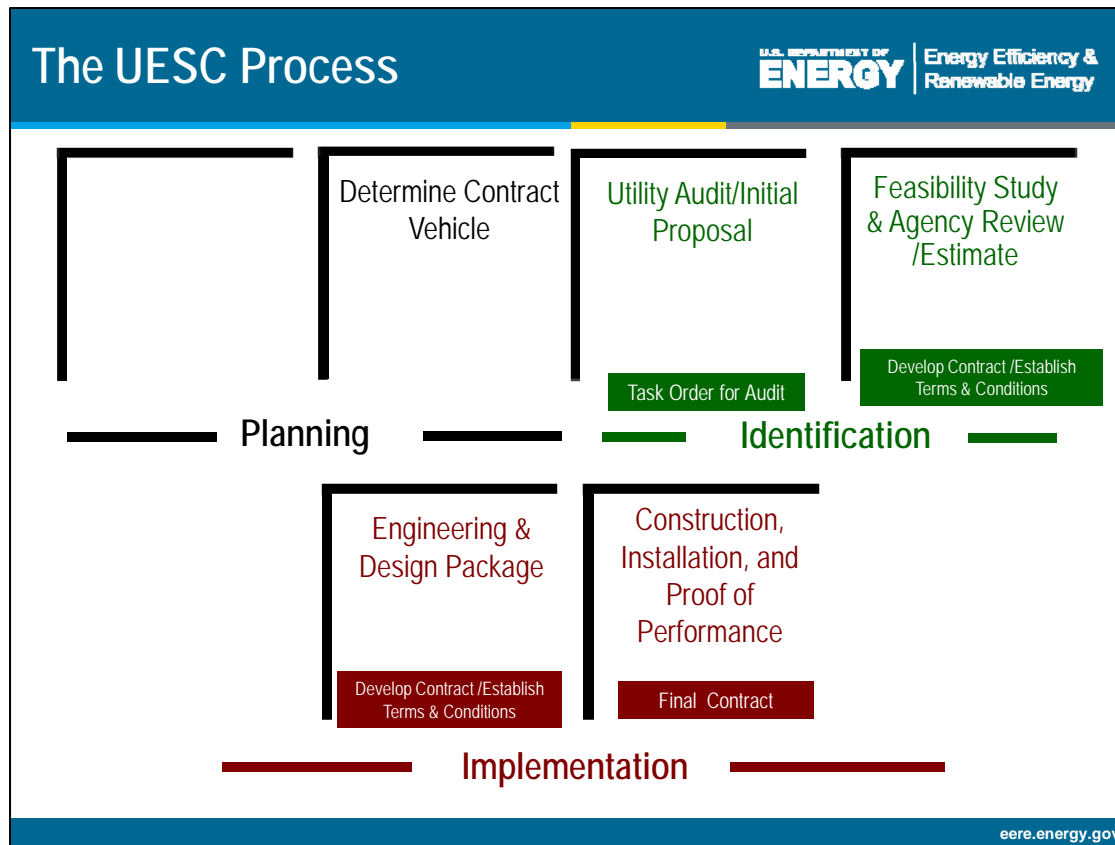 The UESC Process
U.S. DEPARTMENT OF
ENERGY
Energy Efficiency &
Renewable Energy
Determine Contract
Vehicle
Utility Audit/Initial
Proposal
Task Order for Audit
Feasibility Study
& Agency Review
/Estimate
Develop Contract /Establish
Terms & Conditions
Planning
Identification
Engineering &
Design Package
Develop Contract /Establish
Terms & Conditions
Construction,
Installation, and
Proof of
Performance
Final Contract
Implementation
eere.energy.gov